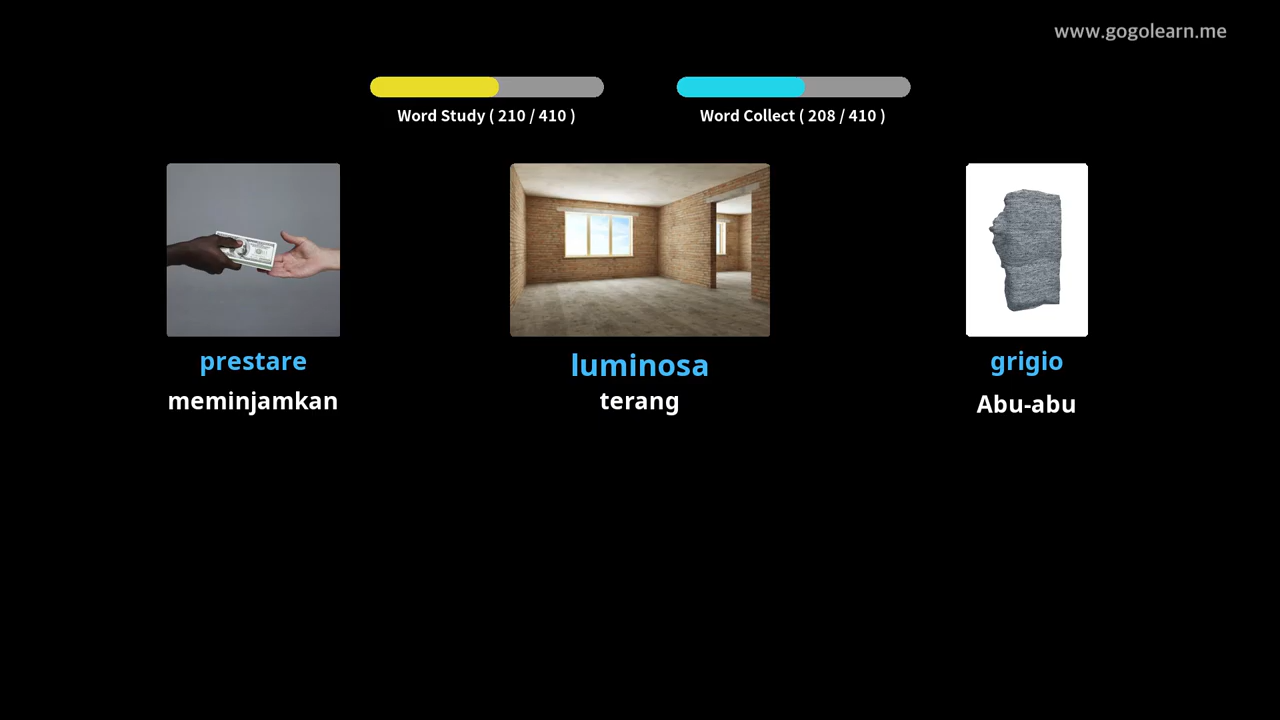 www.gogolearn.me
Word Study ( 210 / 410 )
Word Collect ( 208 / 410 )
prestare
meminjamkan
luminosa
terang
grigio
Abu-abu